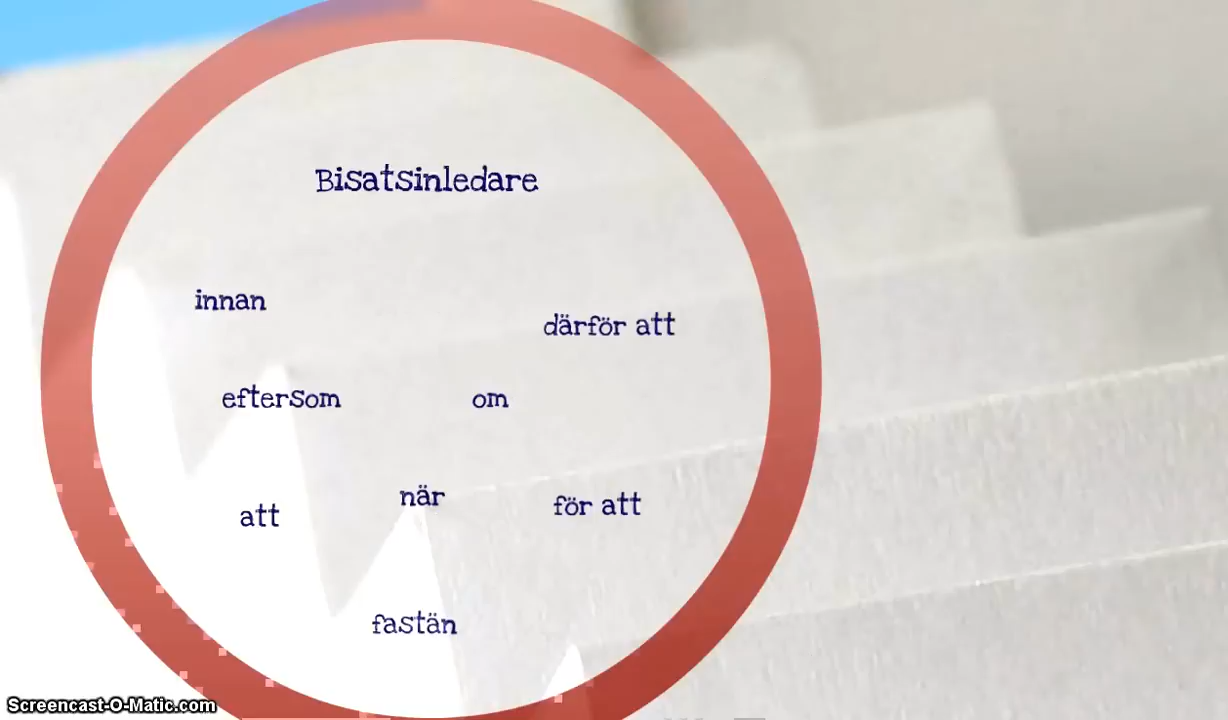 Bisatsinledare
innan
därför att
eftersom
om
när
för att
att
fastän
Screencast-O-Matic.com